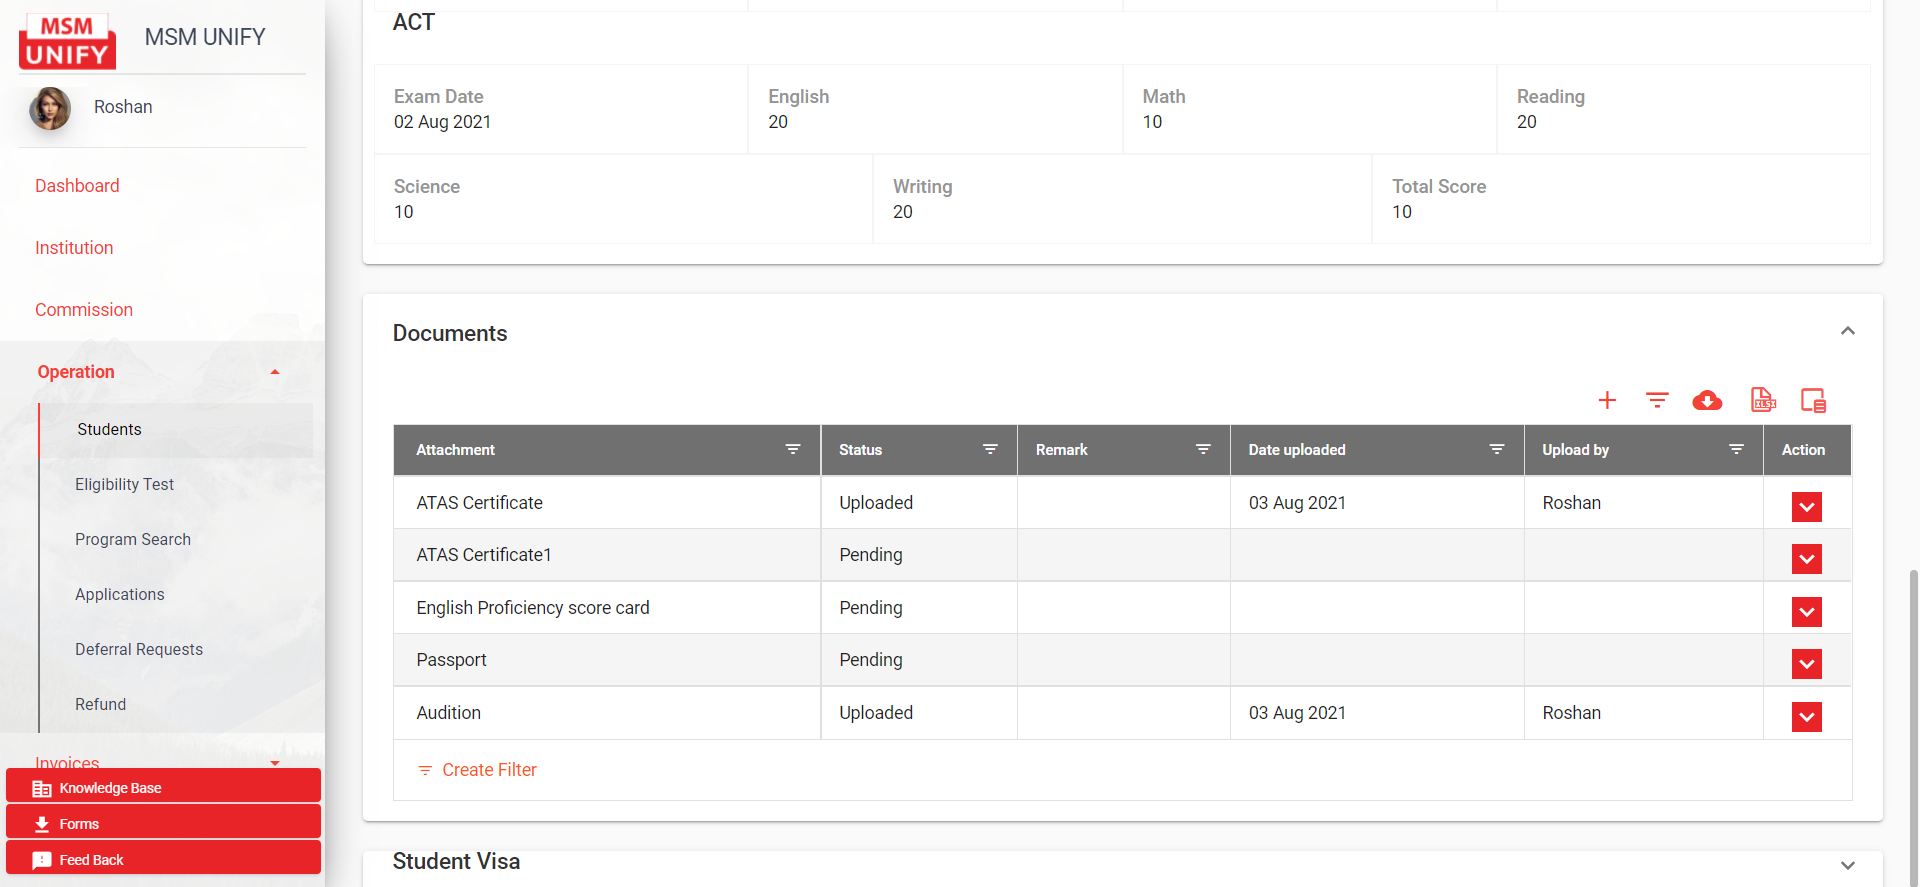 MSM
UNIFY
MSM UNIFY
Roshan
Dashboard
Institution
Commission
Operation
Students
Eligibility Test
Program Search
Applications
Deferral Requests
Refund
Invoices
Knowledge Base
Forms
Feed Back
ACT
Exam Date English Math Reading
02 Aug 2021 20 10 20
Science Writing Total Score
10 20 10
Documents
XLSX
Attachment Status Remark Date uploaded Upload by Action
ATAS Certificate Uploaded 03 Aug 2021 Roshan
ATAS Certificate1 Pending
English Proficiency score card Pending
Passport Pending
Audition Uploaded 03 Aug 2021 Roshan
Create Filter
Student Visa